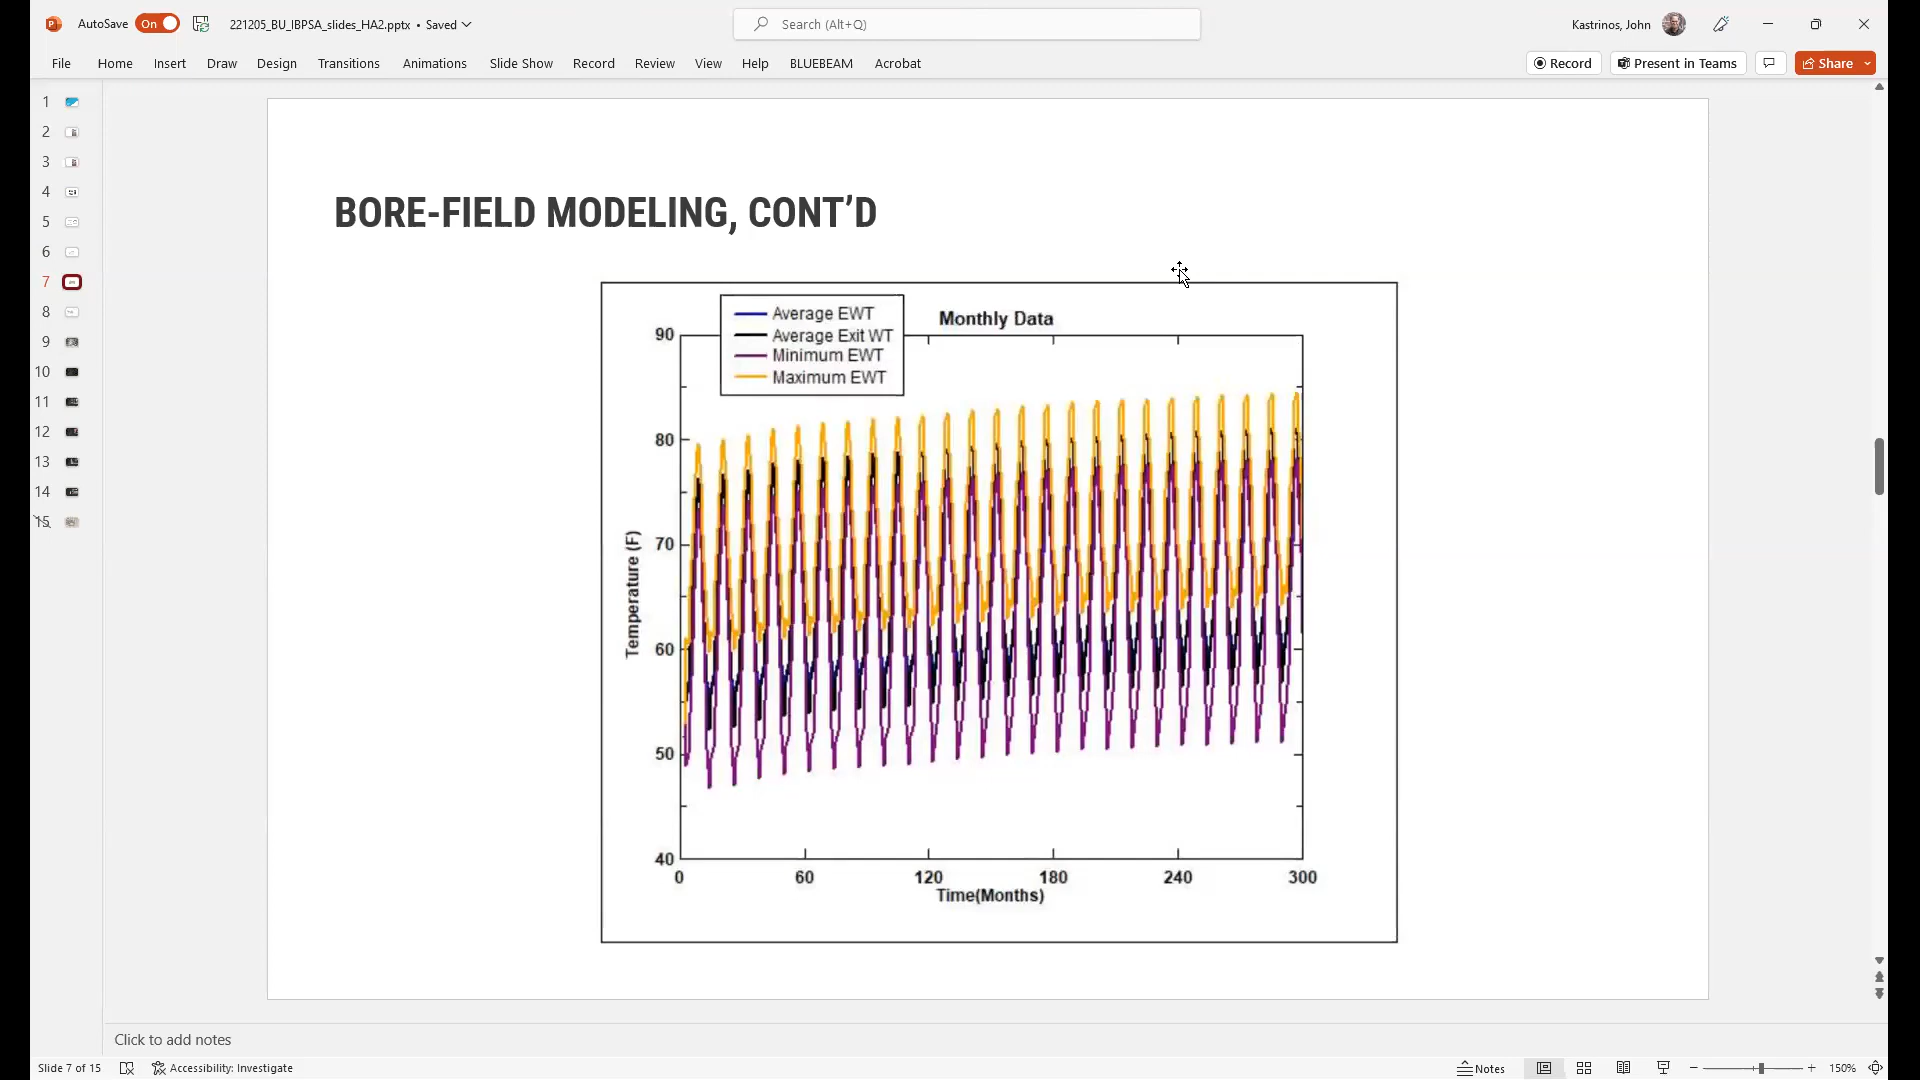 AutoSave On 221205_BU_IBPSA_slides_HA2.pptx • Saved Search (Alt+Q) Kastrinos, John
File Home Insert Draw Design Transitions Animations Slide Show Record Review View Help BLUEBEAM Acrobat Record Present in Teams Share
1
2
3
4
5
6
7
8
9
10
11
12
13
14
15
BORE-FIELD MODELING, CONT’D
Monthly Data
Average EWT
Average Exit WT
Minimum EWT
Maximum EWT
90
80
70
60
50
40
Temperature (F)
0 60 120 180 240 300
Time(Months)
Click to add notes
Slide 7 of 15 Accessibility: Investigate Notes 150%